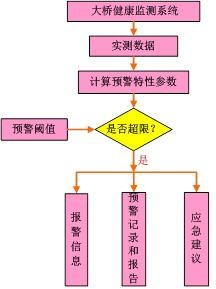 大桥健康监测系统
实测数据
计算预警特性参数
预警阈值
是否超限？
是
报警信息
预警记录和报告
应急建议